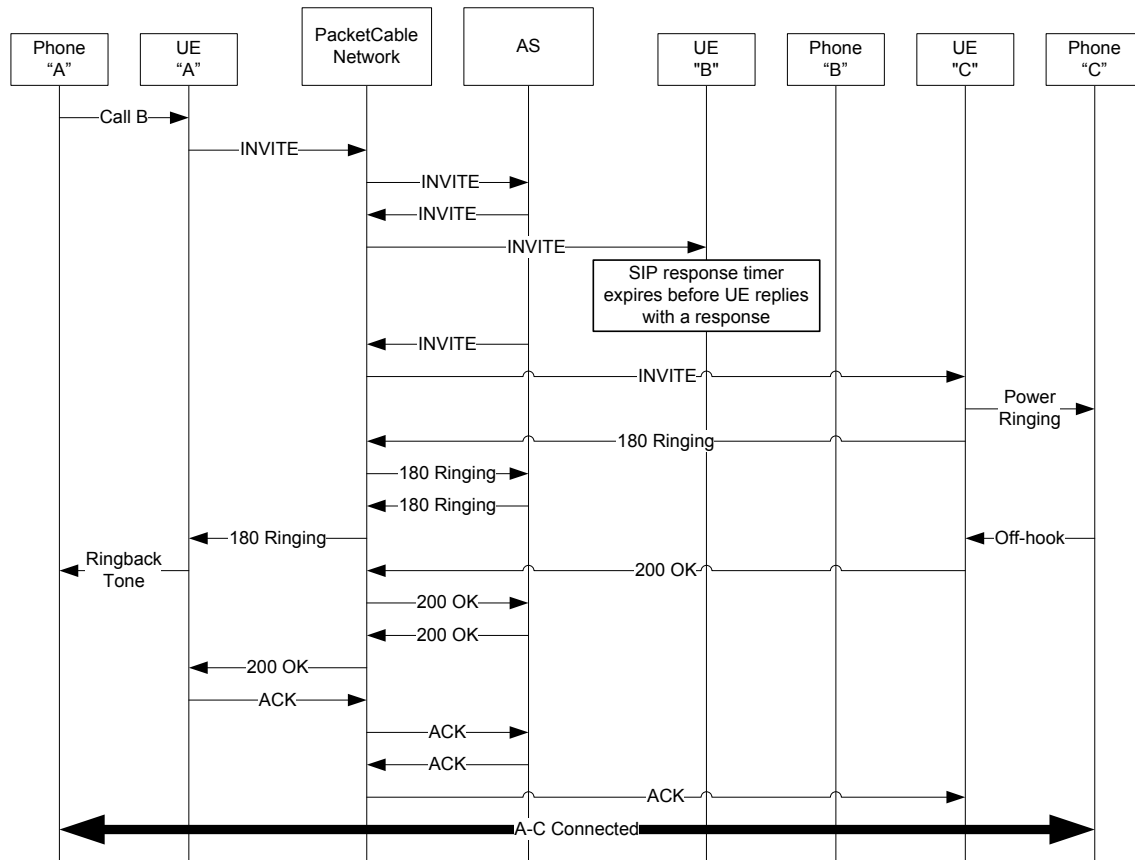 Phone
“A”
UE
“A”
PacketCable
Network
AS
UE
"B"
Phone
“B”
UE
"C"
Phone
“C”
Call B
INVITE
INVITE
INVITE
INVITE
SIP response timer
expires before UE replies
with a response
INVITE
INVITE
Power
Ringing
180 Ringing
180 Ringing
180 Ringing
180 Ringing
Off-hook
Ringback
Tone
200 OK
200 OK
200 OK
200 OK
ACK
ACK
ACK
ACK
A-C Connected